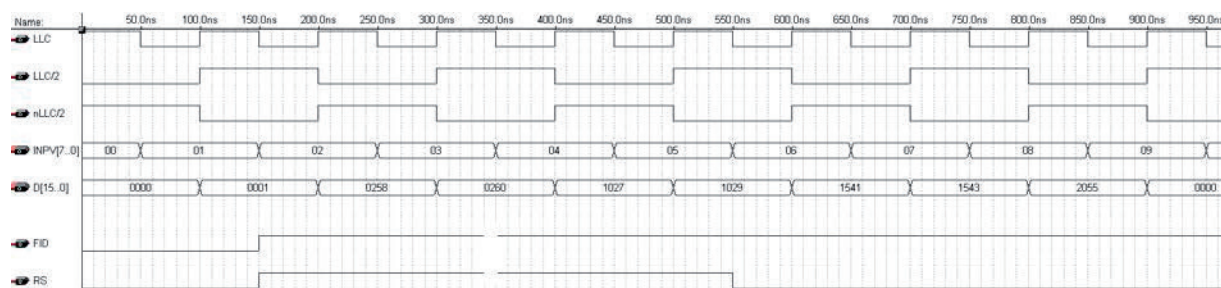 Name: 50.0ns 100.0ns 150.0ns 200.0ns 250.0ns 300.0ns 350.0ns 400.0ns 450.0ns 500.0ns 550.0ns 600.0ns 650.0ns 700.0ns 750.0ns 800.0ns 850.0ns 900.0ns 950.0ns
LLC
LLC/2
nLLC/2
INPV[7..0] 00 01 02 03 04 05 06 07 08 09
D[15..0] 0000 0001 0258 0260 1027 1029 1541 1543 2055 0000
FID
RS